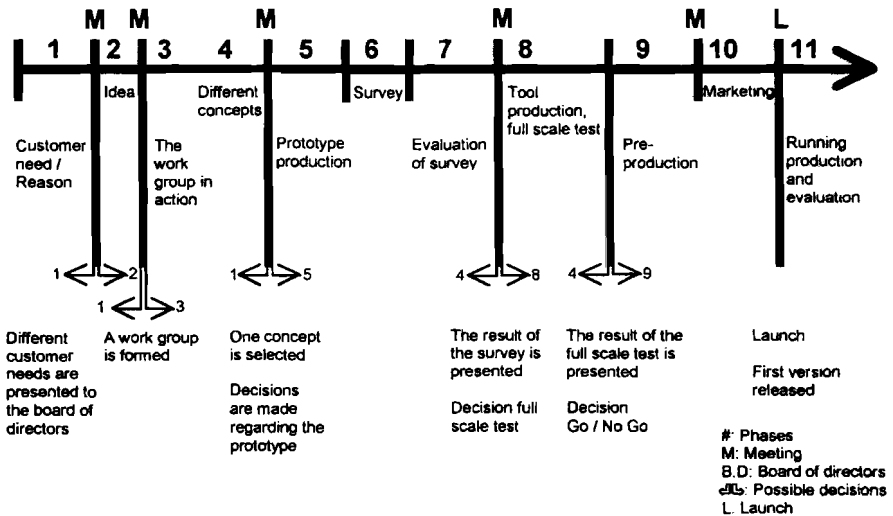 M M M M M L
1 2 3 4 5 6 7 8 9 10 11
Idea
Different
concepts
Survey
Tool
production,
full scale test
Marketing
Customer
need /
Reason
The
work
group in
action
Prototype
production
Evaluation
of survey
Pre-
production
Running
production
and
evaluation
1 2
1 3
1 5
4 8
4 9
Different
customer
needs are
presented to
the board of
directors
A work group
is formed
One concept
is selected
Decisions
are made
regarding the
prototype
The result of
the survey is
presented
Decision full
scale test
The result of the
full scale test is
presented
Decision
Go / No Go
Launch
First version
released
#: Phases
M: Meeting
B.D: Board of directors
: Possible decisions
L. Launch